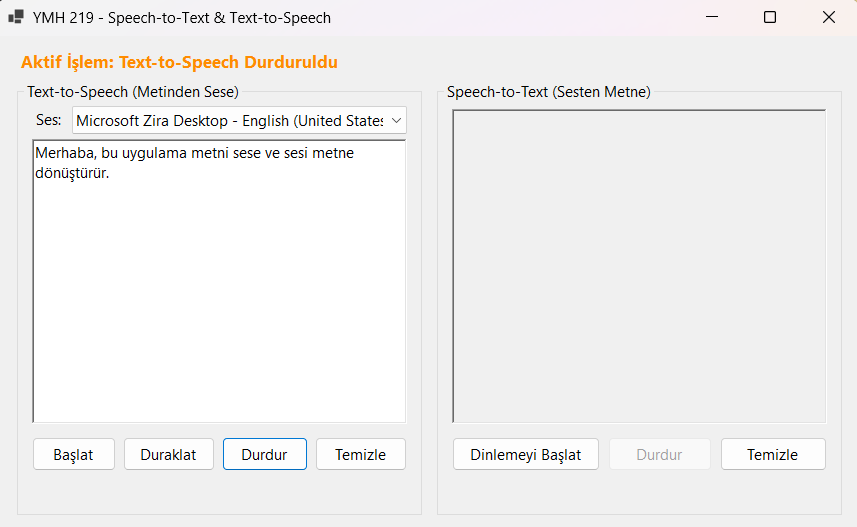 YMH 219 - Speech-to-Text & Text-to-Speech
Aktif İşlem: Text-to-Speech Durduruldu
Text-to-Speech (Metinden Sese)
Ses: Microsoft Zira Desktop - English (United States
Merhaba, bu uygulama metni sese ve sesi metne
dönüştürür.
Başlat Duraklat Durdur Temizle
Speech-to-Text (Sesten Metne)
Dinlemeyi Başlat Durdur Temizle